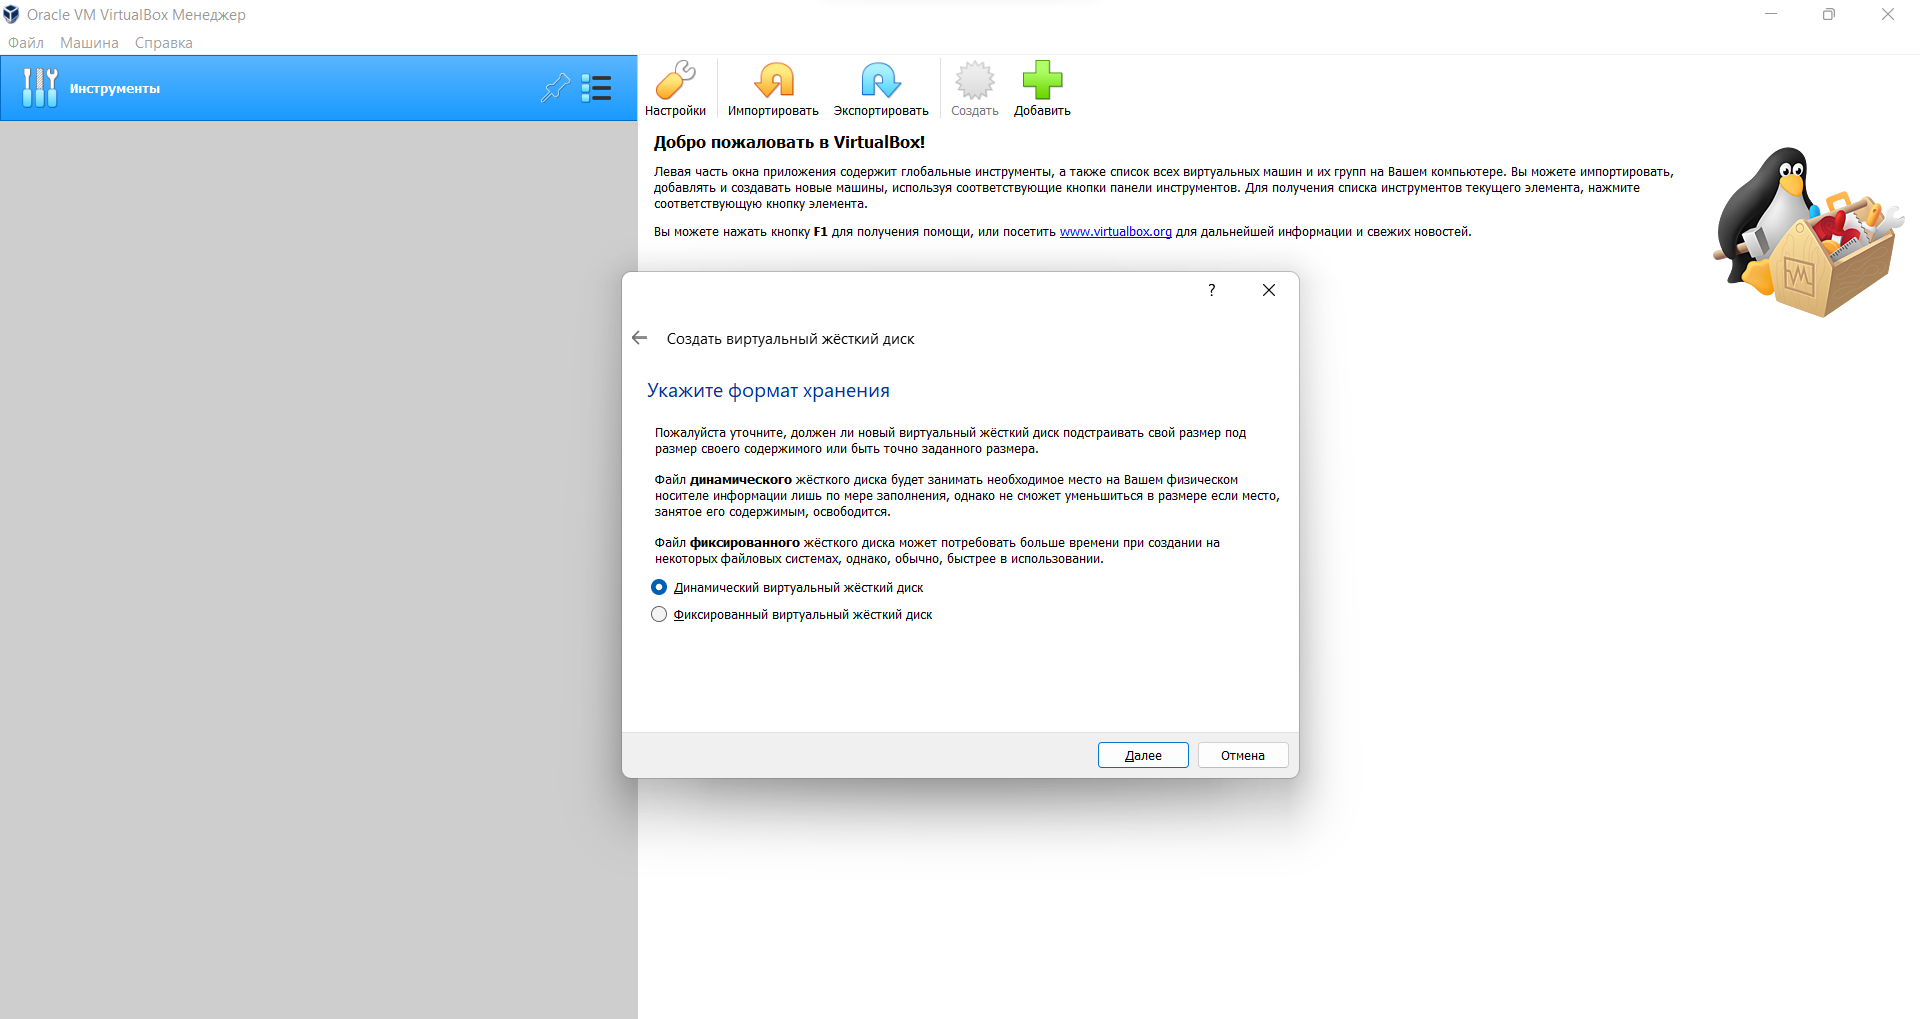 Oracle VM VirtualBox Менеджер
Файл Машина Справка
Инструменты
Настройки Импортировать Экспортировать Создать Добавить
Добро пожаловать в VirtualBox!
Левая часть окна приложения содержит глобальные инструменты, а также список всех виртуальных машин и их групп на Вашем компьютере. Вы можете импортировать,
добавлять и создавать новые машины, используя соответствующие кнопки панели инструментов. Для получения списка инструментов текущего элемента, нажмите
соответствующую кнопку элемента.
Вы можете нажать кнопку F1 для получения помощи, или посетить www.virtualbox.org для дальнейшей информации и свежих новостей.
?
Создать виртуальный жёсткий диск
Укажите формат хранения
Пожалуйста уточните, должен ли новый виртуальный жёсткий диск подстраивать свой размер под
размер своего содержимого или быть точно заданного размера.
Файл динамического жёсткого диска будет занимать необходимое место на Вашем физическом
носителе информации лишь по мере заполнения, однако не сможет уменьшиться в размере если место,
занятое его содержимым, освободится.
Файл фиксированного жёсткого диска может потребовать больше времени при создании на
некоторых файловых системах, однако, обычно, быстрее в использовании.
Динамический виртуальный жёсткий диск
Фиксированный виртуальный жёсткий диск
Далее Отмена